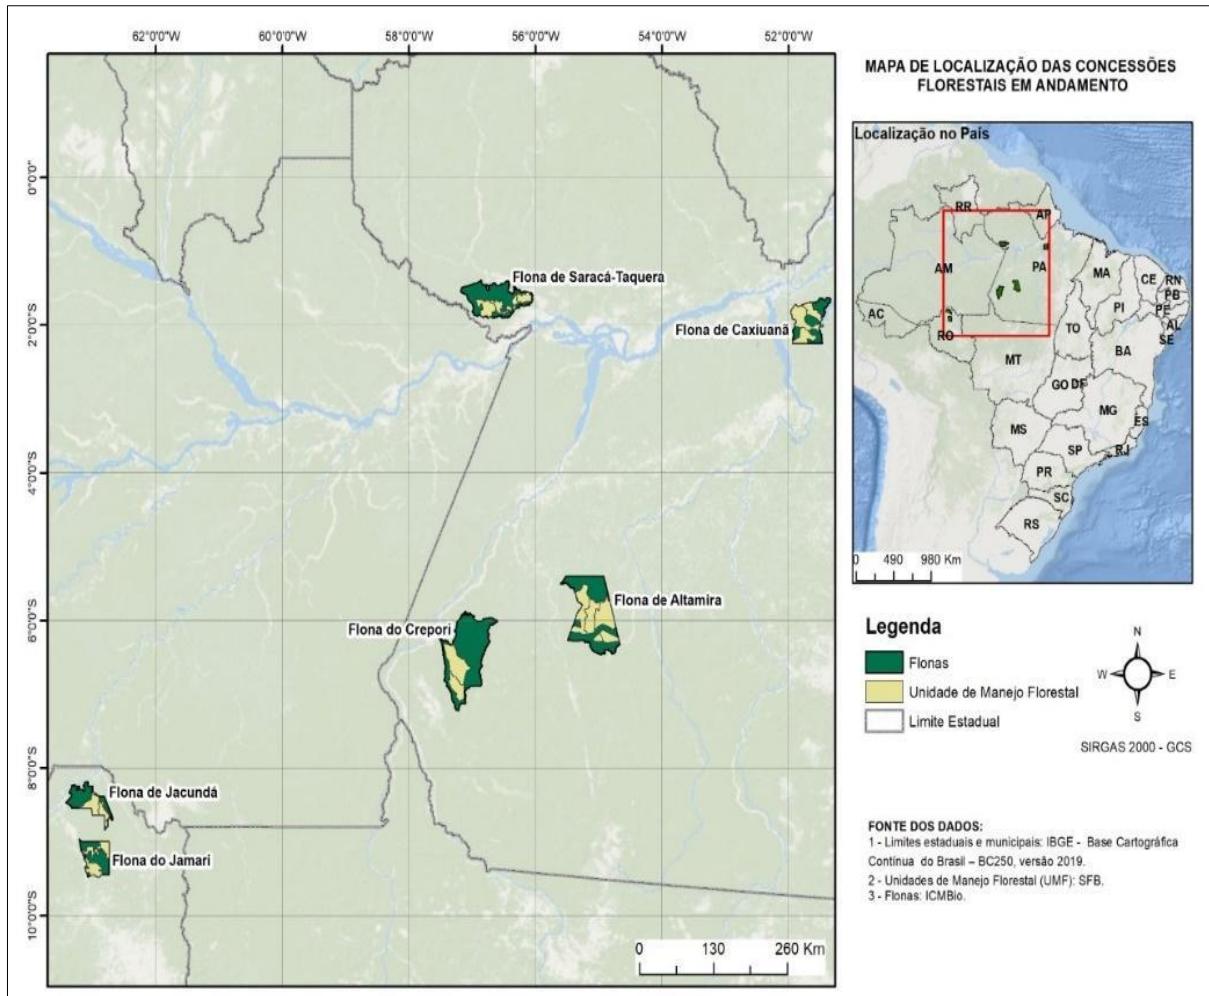 62°0'0"W
60°0'0"W
58°0'0"W
56°0'0"W
54°0'0"W
52°0'0"W
0°0'0"
2°0'0"S
4°0'0"S
6°0'0"S
8°0'0"S
10°0'0"S
Flona de Saracá-Taquera
Flona de Caxiuanã
Flona de Altamira
Flona do Crepori
Flona de Jacundá
Flona do Jamari
0 130 260 Km
MAPA DE LOCALIZAÇÃO DAS CONCESSÕES
FLORESTAIS EM ANDAMENTO
Localização no País
RR
AP
AM
PA
MA
CE
RN
PB
PI
PE
AC
AL
TO
SE
RO
BA
MT
GO
DF
MG
ES
MS
SP
RJ
PR
SC
RS
0 490 980 Km
Legenda
Flonas
Unidade de Manejo Florestal
Limite Estadual
N
W
E
S
SIRGAS 2000 - GCS
FONTE DOS DADOS:
1 - Limites estaduais e municipais: IBGE - Base Cartográfica
Contínua do Brasil – BC250, versão 2019.
2 - Unidades de Manejo Florestal (UMF): SFB.
3 - Flonas: ICMBio.